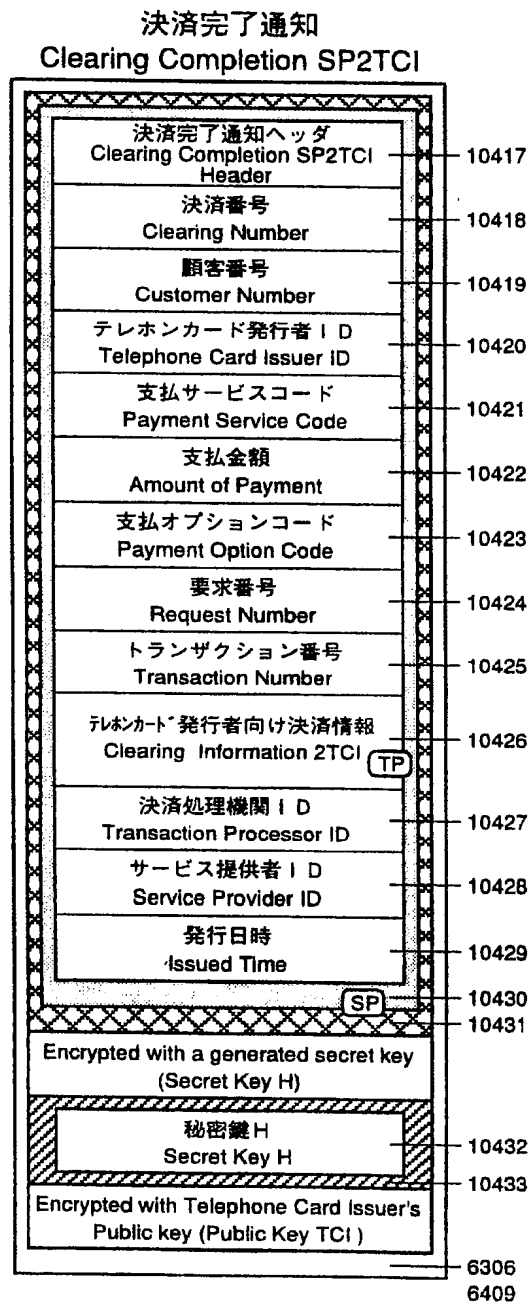 決済完了通知
Clearing Completion SP2TCI
決済完了通知ヘッダ
Clearing Completion SP2TCI
Header
10417
決済番号
Clearing Number
10418
顧客番号
Customer Number
10419
テレホンカード発行者ID
Telephone Card Issuer ID
10420
支払サービスコード
Payment Service Code
10421
支払金額
Amount of Payment
10422
支払オプションコード
Payment Option Code
10423
要求番号
Request Number
10424
トランザクション番号
Transaction Number
10425
テレホンカード発行者向け決済情報
Clearing Information 2TCI
TP
10426
決済処理機関ID
Transaction Processor ID
10427
サービス提供者ID
Service Provider ID
10428
発行日時
Issued Time
10429
SP
10430
10431
Encrypted with a generated secret key
(Secret Key H)
秘密鍵H
Secret Key H
10432
10433
Encrypted with Telephone Card Issuer's
Public key (Public Key TCI)
6306
6409